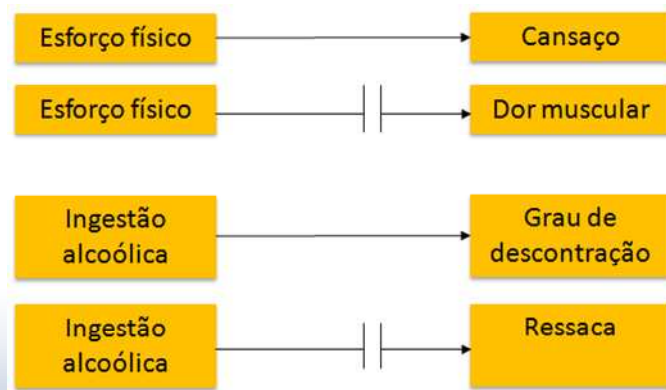 Esforço físico
Cansaço
Esforço físico
Dor muscular
Ingestão
alcoólica
Grau de
descontração
Ingestão
alcoólica
Ressaca